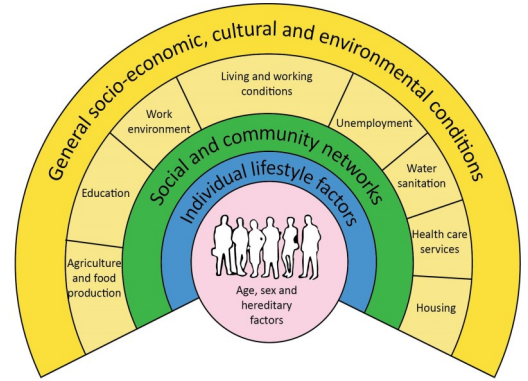 General socio-economic, cultural and environmental conditions
Living and working
conditions
Work
environment
Unemployment
Education
Water
sanitation
Agriculture
and food
production
Health care
services
Housing
Social and community networks
Individual lifestyle factors
Age, sex and
hereditary
factors